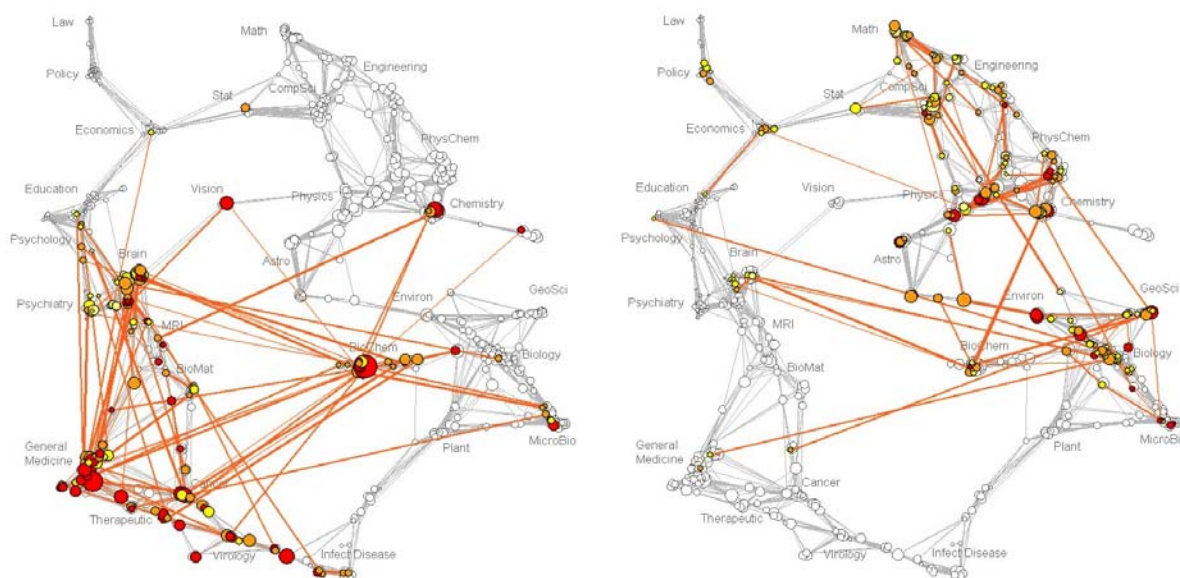 Law
Math
Policy
Engineering
Stat
CompSci
Economics
PhysChem
Education
Vision
Physics
Chemistry
Psychology
Brain
Astro
Psychiatry
Environ
GeoSci
MRI
BioChem
Biology
BioMat
General
Medicine
Plant
MicroBio
Cancer
Therapeutic
Virology
Infect Disease
Law
Math
Policy
Engineering
Stat
CompSci
Economics
PhysChem
Education
Vision
Physics
Chemistry
Psychology
Brain
Astro
Psychiatry
Environ
GeoSci
MRI
BioChem
Biology
BioMat
General
Medicine
Plant
MicroBio
Cancer
Therapeutic
Virology
Infect Disease